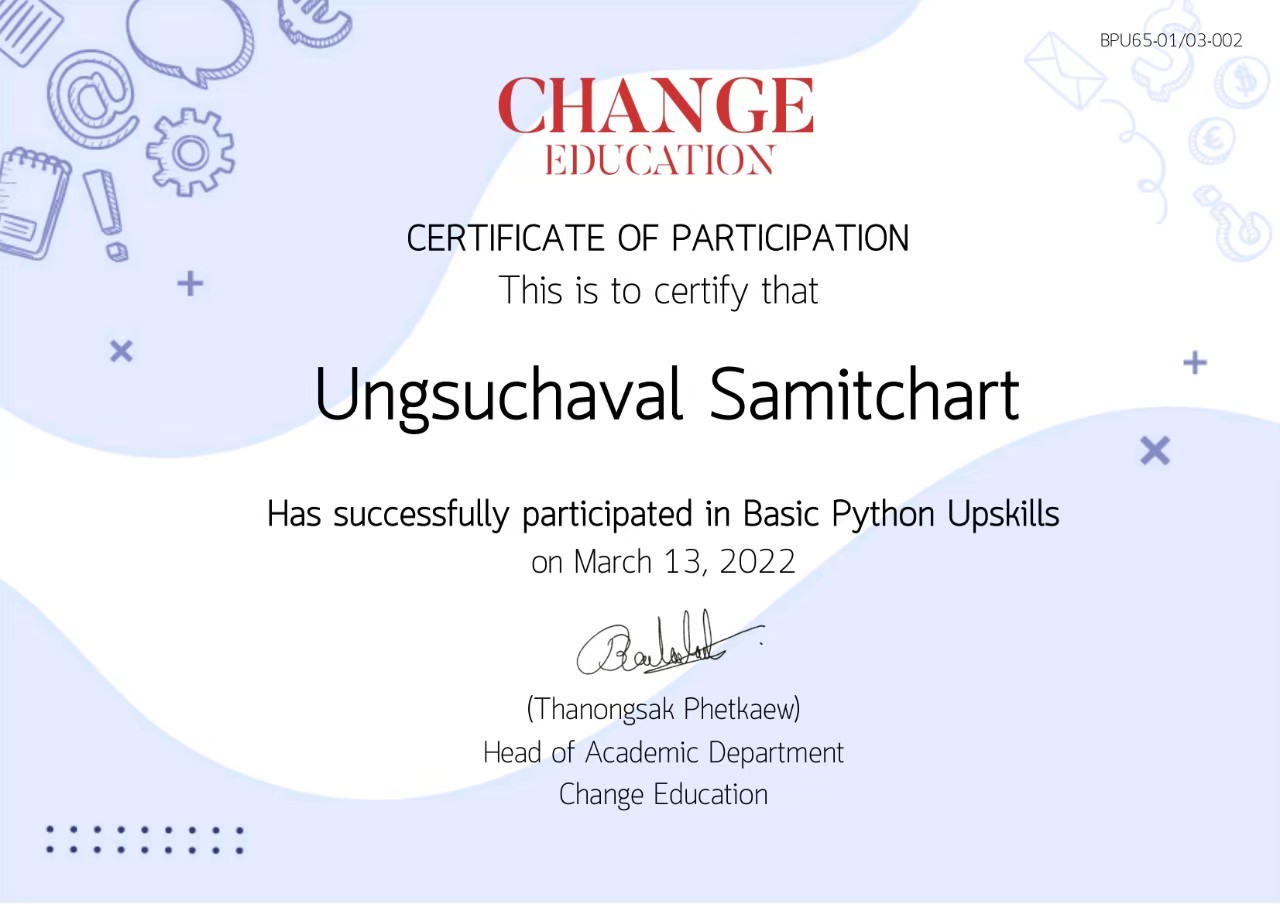 BPU65-01/03-002
CHANGE
EDUCATION
CERTIFICATE OF PARTICIPATION
This is to certify that
Ungsuchaval Samitchart
Has successfully participated in Basic Python Upskills
on March 13, 2022
(Thanongsak Phetkaew)
Head of Academic Department
Change Education